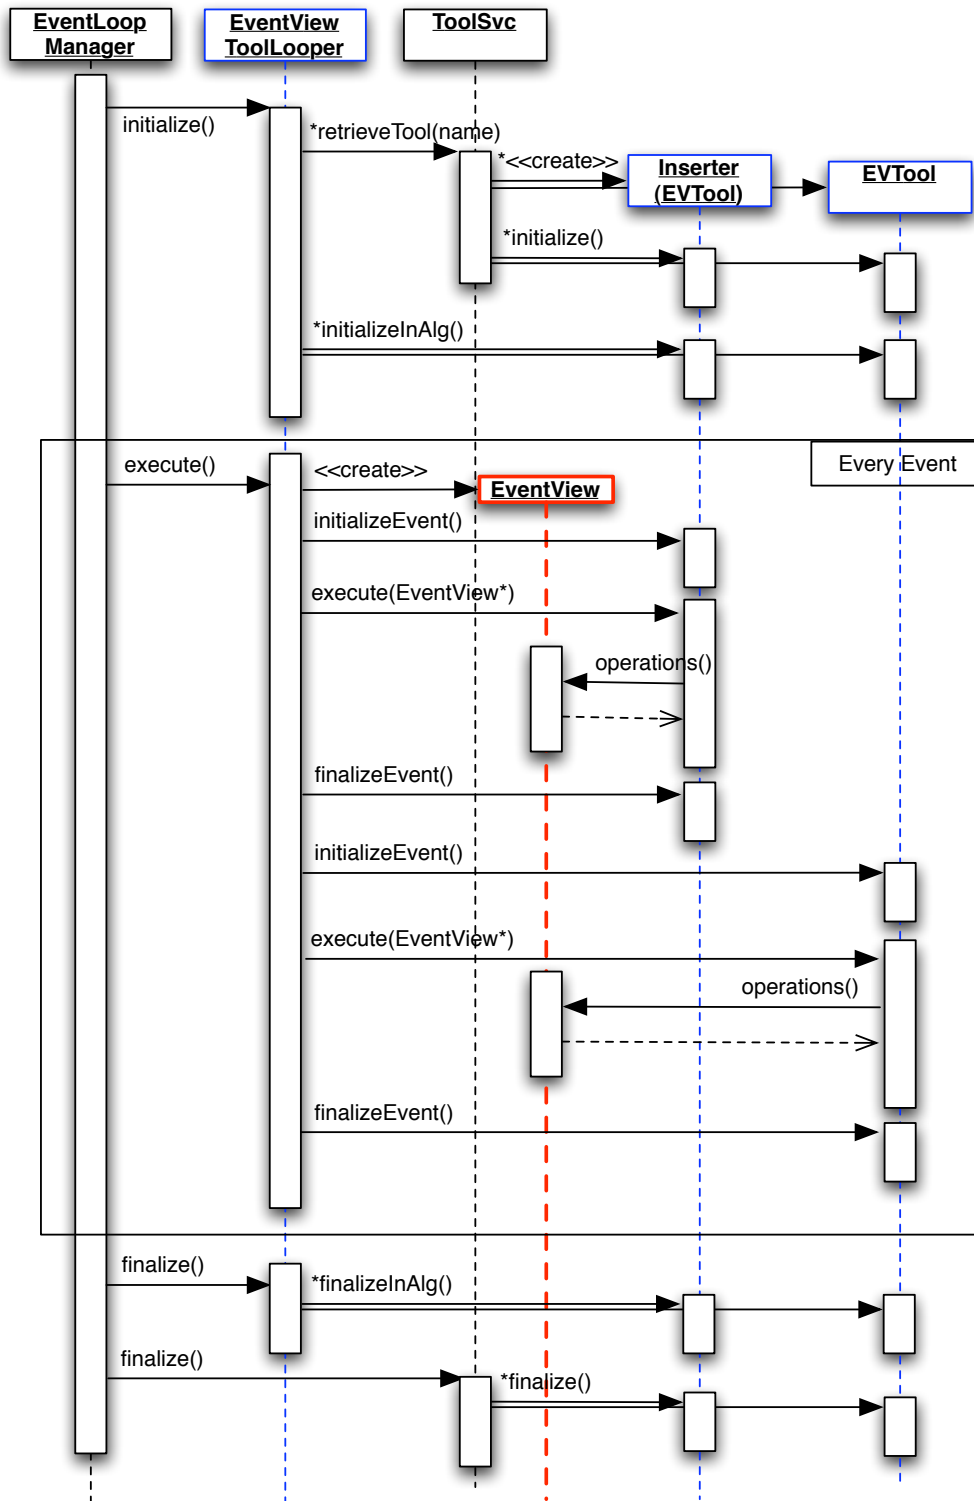 EventLoop
Manager
EventView
ToolLooper
ToolSvc
initialize()
*retrieveTool(name)
*<<create>>
Inserter
(EVTool)
EVTool
*initialize()
*initializeInAlg()
Every Event
execute()
<<create>>
EventView
initializeEvent()
execute(EventView*)
operations()
finalizeEvent()
initializeEvent()
execute(EventView*)
operations()
finalizeEvent()
finalize()
*finalizeInAlg()
finalize()
*finalize()